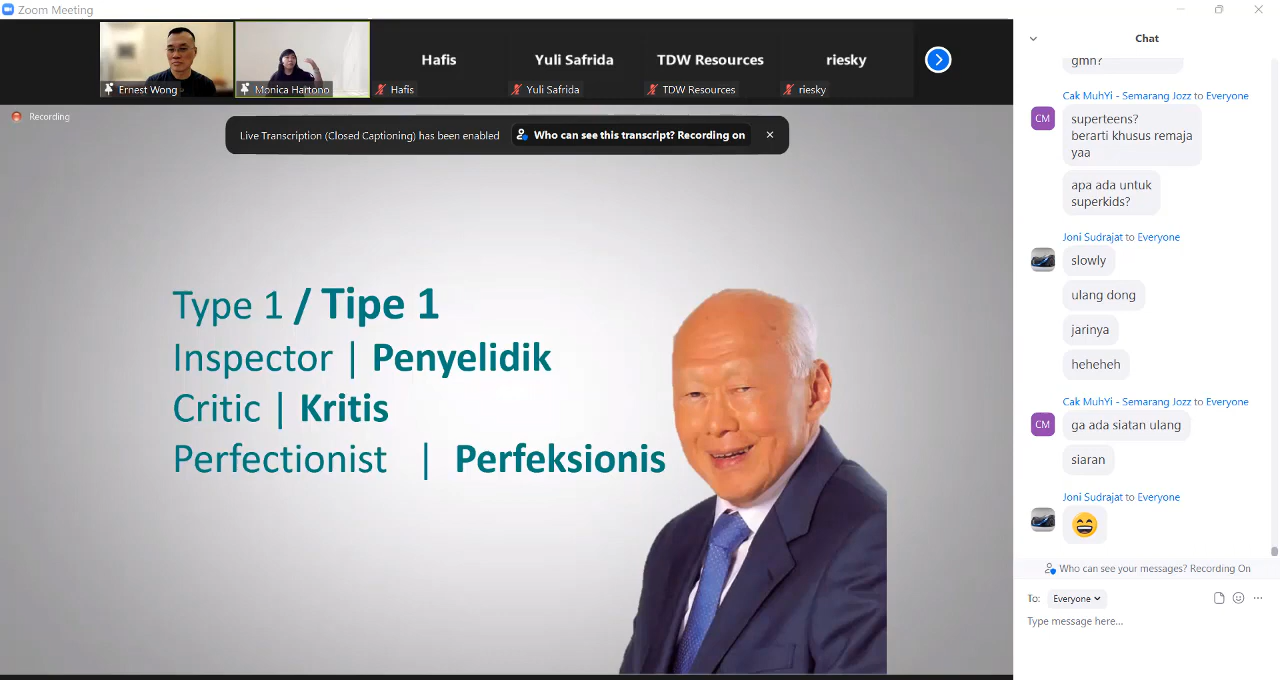 Zoom Meeting
Ernest Wong
Monica Hartono
Hafis
Hafis
Yuli Safrida
Yuli Safrida
TDW Resources
TDW Resources
riesky
riesky
Recording
Live Transcription (Closed Captioning) has been enabled
Who can see this transcript? Recording on
Type 1 / Tipe 1
Inspector | Penyelidik
Critic | Kritis
Perfectionist | Perfeksionis
Chat
gmn?
Cak MuhYi - Semarang Jozz to Everyone
CM
superteens?
berarti khusus remaja
yaa
apa ada untuk
superkids?
Joni Sudrajat to Everyone
slowly
ulang dong
jarinya
heheheh
Cak MuhYi - Semarang Jozz to Everyone
CM
ga ada siatan ulang
siaran
Joni Sudrajat to Everyone
Who can see your messages? Recording On
To: Everyone
Type message here...